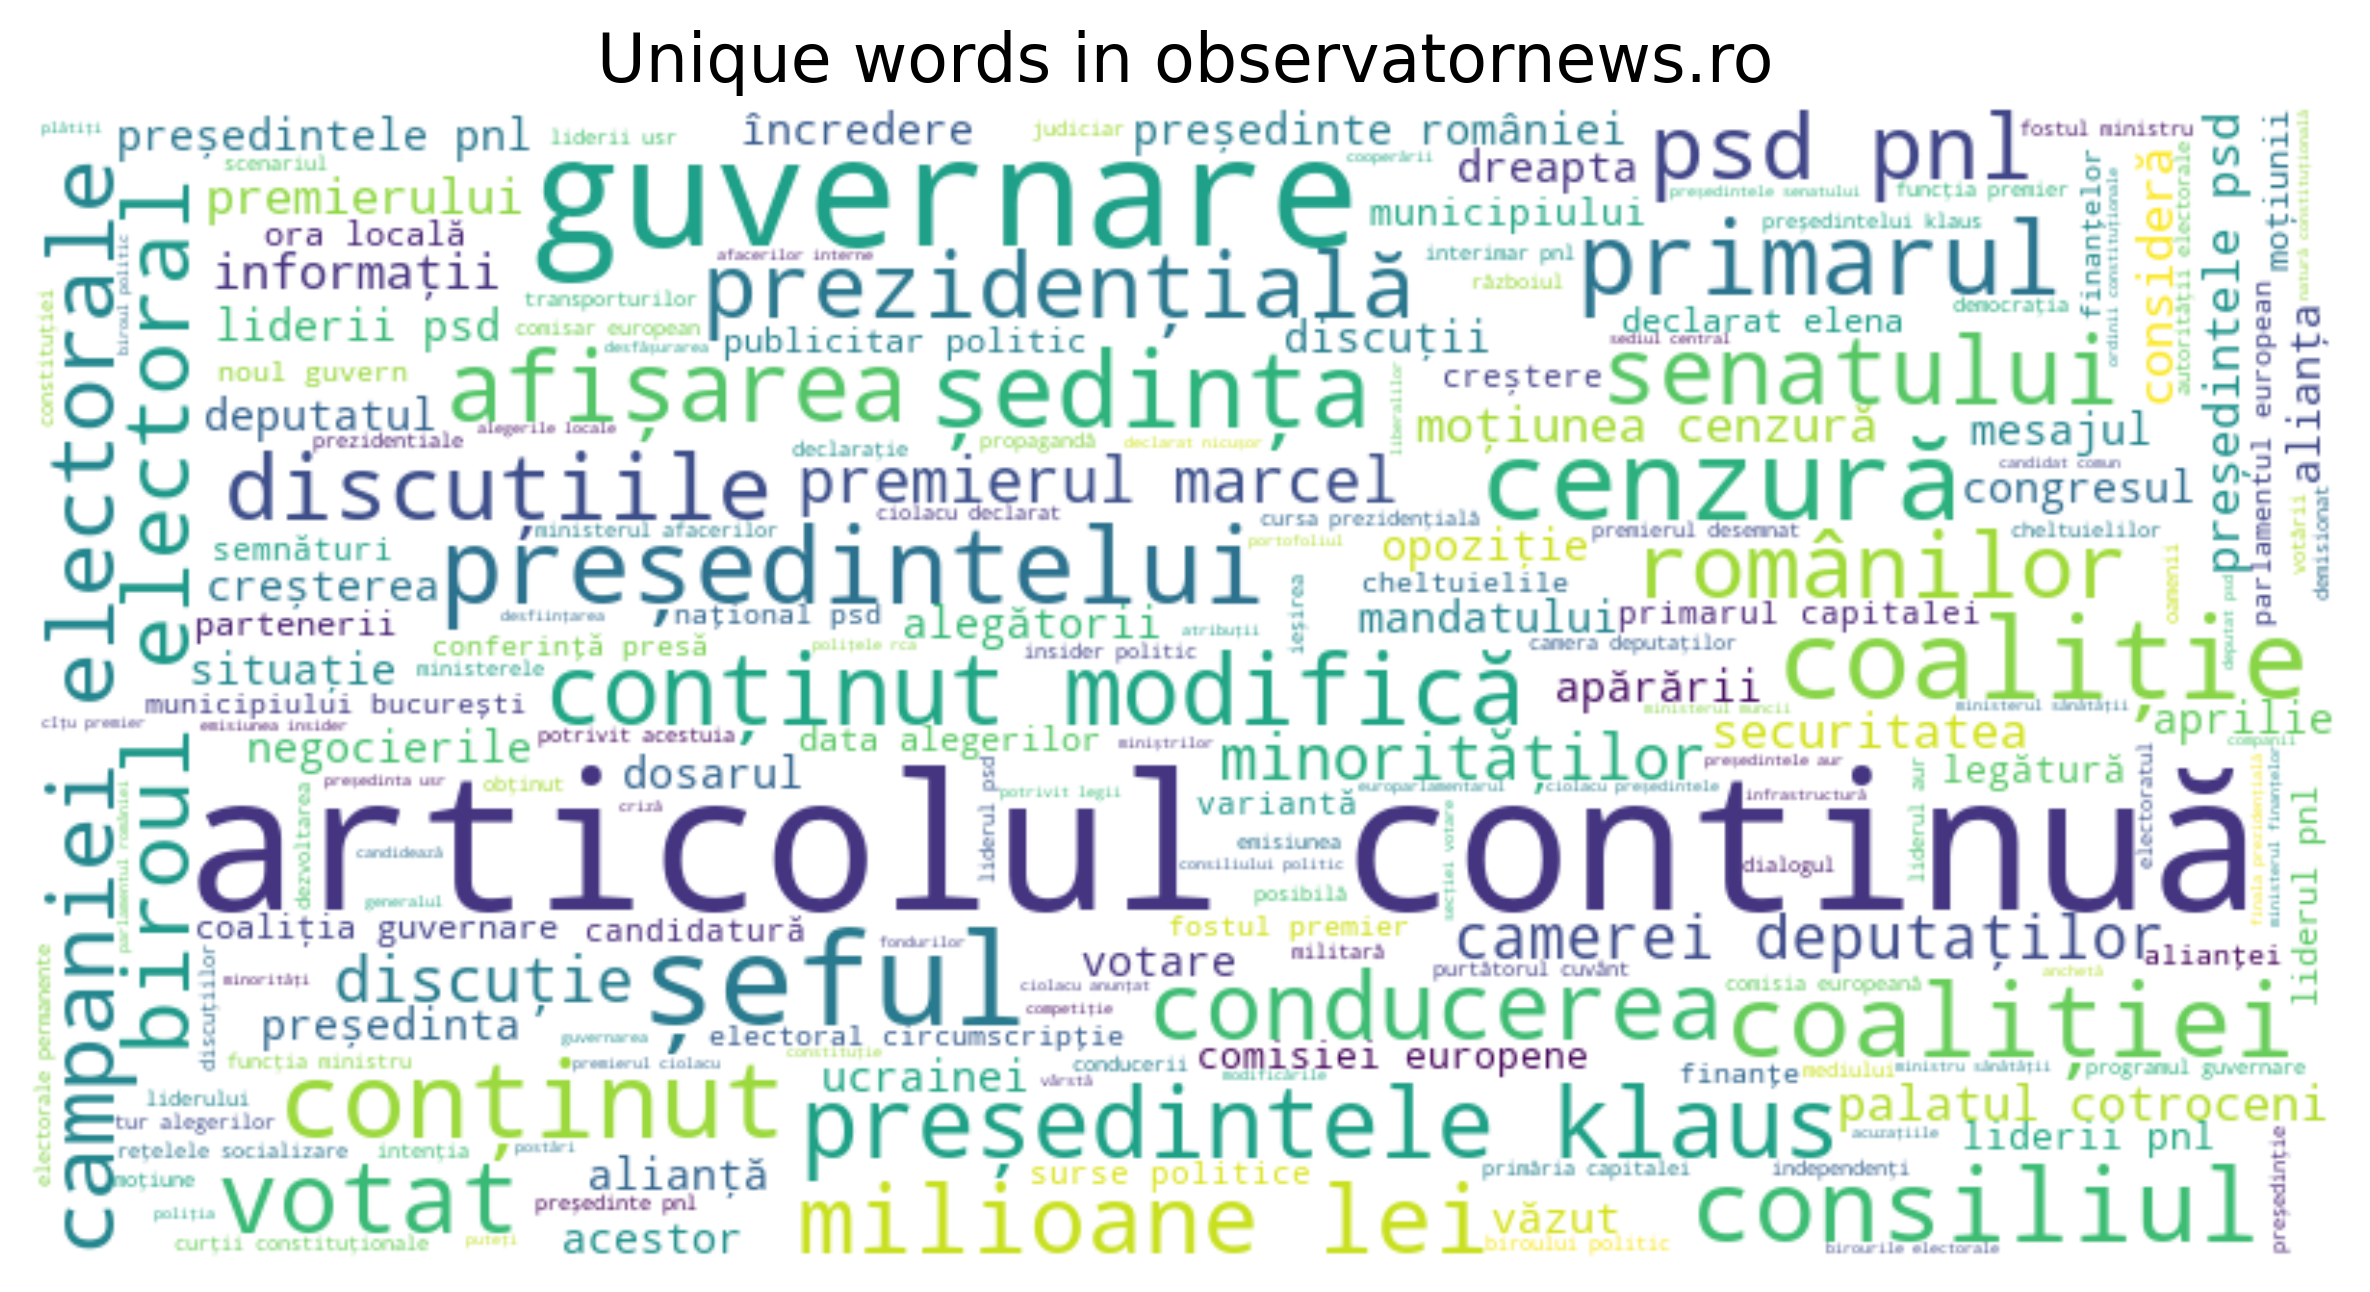 Unique words in observatornews.ro
plătiți
președintele pnl
liderii usr
încredere
judiciar
președinte româniei
psd pnl
fostul ministru
moțiunii
natură constituțională
scenariul
guvernare
cooperării
dreapta
președintele senatului
funcția premier
ordinii constituționale
consideră
autorității electorale
președintele psd
premierului
municipiului
președintelui klaus
finanțelor
ora locală
biroul politic
informații
afacerilor interne
prezidențială
interimar pnl
războiul
primarul
transporturilor
democrația
constituției
liderii psd
comisar european
desfășurarea
publicitar politic
discuții
declarat elena
sediul central
parlamentul european
alianța
noul guvern
afișarea
ședința
liberalilor
creștere
senatului
deputatul
alegerile locale
prezidentiale
declarație
propagandă
declarat nicușor
moțiunea cenzură
mesajul
candidat comun
discuțiile
premierul marcel
ciolacu declarat
cenzură
congresul
votării
demisionat
campaniei electorale
biroul electoral
ministerul afacerilor
cursa prezidențială
premierul desemnat
cheltuielilor
semnături
președintelui
portofoliul
opoziție
românilor
oamenii
creșterea
ieșirea
cheltuielile
deputat psd
desființarea
național psd
alegătorii
atribuții
mandatului
primarul capitalei
partenerii
conferință presă
polițele rca
insider politic
camera deputaților
coaliție
situație
ministerele
conținut modifică
apărării
municipiului bucurești
ministerul muncii
ministerul sănătății
cîțu premier
emisiunea insider
securitatea
aprilie
negocierile
potrivit acestuia
data alegerilor
miniștrilor
minorităților
companii
președinta usr
obținut
dosarul
liderul psd
potrivit legii
europarlamentul
ciolacu președintele
președintele aur
liderul aur
legătură
electoratul
finala prezidențială
ministerul finanțelor
liderul pnl
parlamentul româniei
dezvoltarea
criză
variantă
infrastructură
articolul continuă
candidează
emisiunea
consiliului politic
dialogul
secției votare
generalul
posibilă
coaliția guvernare
candidatură
fondurilor
fostul premier
camerei deputaților
electorale permanente
discuțiilor
minorități
discuție
șeful
votare
militară
purtătorul cuvânt
anchetă
alianței
ciolacu anunțat
comisia europeană
competiție
conducerea
coaliției
președinta
guvernarea
electoral circumscripție
funcția ministru
premierul ciolacu
constituție
conducerii
comisiei europene
finanțe
mediului
ministru sănătății
programul guvernare
ucrainei
vârstă
modificările
liderului
conținut
președintele klaus
palatul cotroceni
tur alegerilor
acuzațiile
liderii pnl
rețelele socializare
intenția
postări
moțiune
votat
alianță
surse politice
primăria capitalei
independenți
președinție
președinte pnl
milioane lei
consiliul
poliția
văzut
curții constituționale
puteți
acestor
biroului politic
birourile electorale